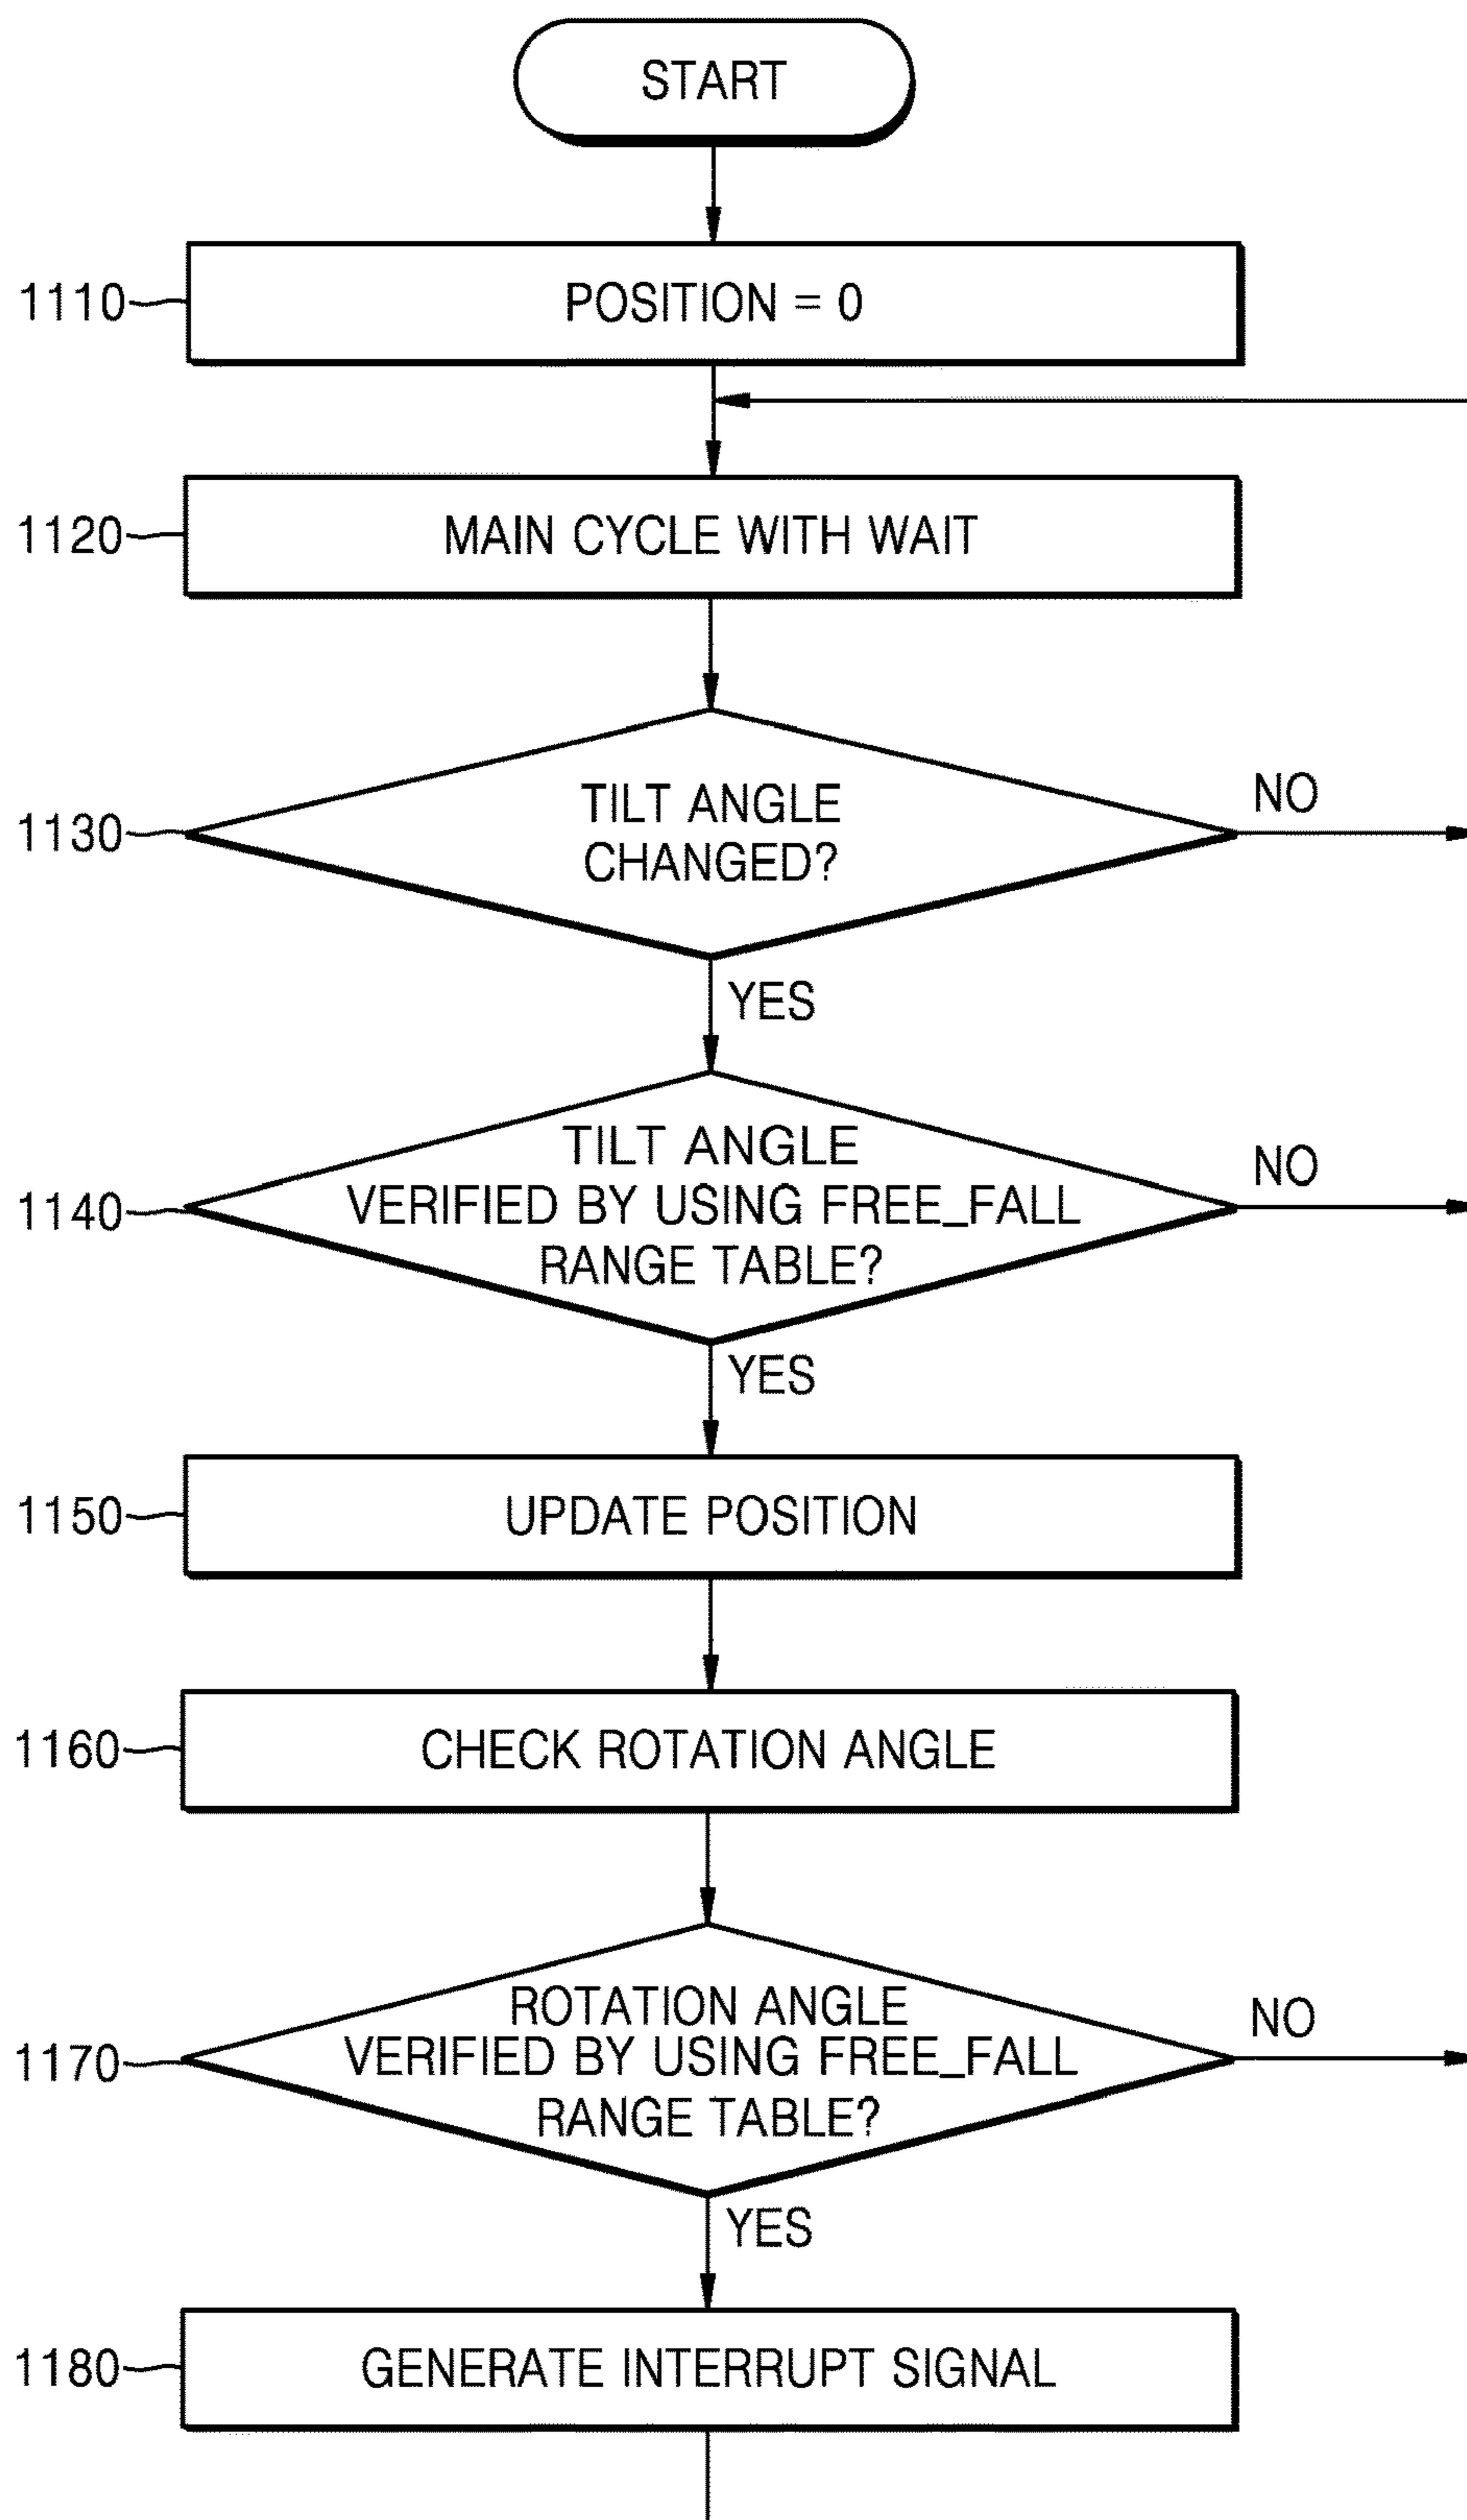 START
1110
POSITION = 0
1120
MAIN CYCLE WITH WAIT
1130
TILT ANGLE
CHANGED?
NO
YES
1140
TILT ANGLE
VERIFIED BY USING FREE_FALL
RANGE TABLE?
NO
YES
1150
UPDATE POSITION
1160
CHECK ROTATION ANGLE
1170
ROTATION ANGLE
VERIFIED BY USING FREE_FALL
RANGE TABLE?
NO
YES
1180
GENERATE INTERRUPT SIGNAL